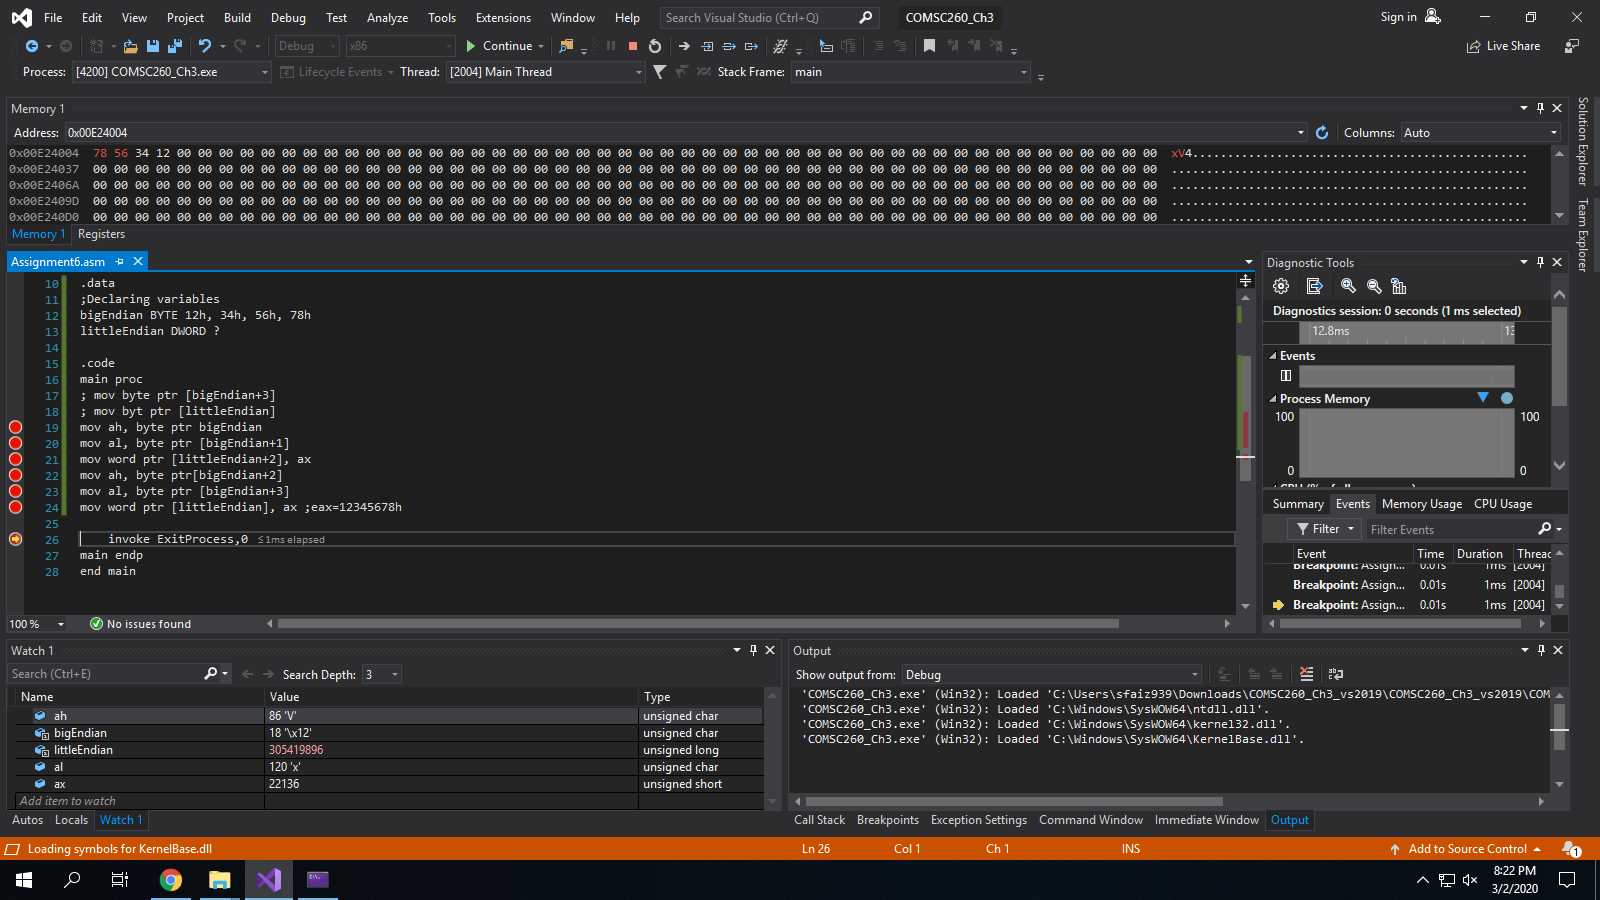 File Edit View Project Build Debug Test Analyze Tools Extensions Window Help Search Visual Studio (Ctrl+Q) COMSC260_Ch3 Sign in
Debug x86 Continue Live Share
Process: [4200] COMSC260_Ch3.exe Lifecycle Events Thread: [2004] Main Thread Stack Frame: main
Memory 1
Address: 0x00E24004 Columns: Auto
0x00E24004 78 56 34 12 00 00 00 00 00 00 00 00 00 00 00 00 00 00 00 00 00 00 00 00 00 00 00 00 00 00 00 00 00 00 00 00 00 00 00 00 00 00 00 00 00 00 00 00 00 00 00 xV4................................................
0x00E24037 00 00 00 00 00 00 00 00 00 00 00 00 00 00 00 00 00 00 00 00 00 00 00 00 00 00 00 00 00 00 00 00 00 00 00 00 00 00 00 00 00 00 00 00 00 00 00 00 00 00 00 ...................................................
0x00E2406A 00 00 00 00 00 00 00 00 00 00 00 00 00 00 00 00 00 00 00 00 00 00 00 00 00 00 00 00 00 00 00 00 00 00 00 00 00 00 00 00 00 00 00 00 00 00 00 00 00 00 00 ...................................................
0x00E2409D 00 00 00 00 00 00 00 00 00 00 00 00 00 00 00 00 00 00 00 00 00 00 00 00 00 00 00 00 00 00 00 00 00 00 00 00 00 00 00 00 00 00 00 00 00 00 00 00 00 00 00 ...................................................
0x00E240D0 00 00 00 00 00 00 00 00 00 00 00 00 00 00 00 00 00 00 00 00 00 00 00 00 00 00 00 00 00 00 00 00 00 00 00 00 00 00 00 00 00 00 00 00 00 00 00 00 00 00 00 ...................................................
Memory 1 Registers
Solution Explorer
Team Explorer
Assignment6.asm
10 .data
11 ;Declaring variables
12 bigEndian BYTE 12h, 34h, 56h, 78h
13 littleEndian DWORD ?
14
15 .code
16 main proc
17 ; mov byte ptr [bigEndian+3]
18 ; mov byt ptr [littleEndian]
19 mov ah, byte ptr bigEndian
20 mov al, byte ptr [bigEndian+1]
21 mov word ptr [littleEndian+2], ax
22 mov ah, byte ptr[bigEndian+2]
23 mov al, byte ptr [bigEndian+3]
24 mov word ptr [littleEndian], ax ;eax=12345678h
25
26 invoke ExitProcess,0 ≤1ms elapsed
27 main endp
28 end main
100 % No issues found
Diagnostic Tools
Diagnostics session: 0 seconds (1 ms selected)
12.8ms 13
Events
Process Memory
100 100
0 0
Summary Events Memory Usage CPU Usage
Filter Filter Events
Event Time Duration Thread
Breakpoint: Assign... 0.01s 1ms [2004]
Breakpoint: Assign... 0.01s 1ms [2004]
Breakpoint: Assign... 0.01s 1ms [2004]
Watch 1
Search (Ctrl+E) Search Depth: 3
Name Value Type
ah 86 'V' unsigned char
bigEndian 18 '\x12' unsigned char
littleEndian 305419896 unsigned long
al 120 'x' unsigned char
ax 22136 unsigned short
Add item to watch
Autos Locals Watch 1
Output
Show output from: Debug
'COMSC260_Ch3.exe' (Win32): Loaded 'C:\Users\sfaiz939\Downloads\COMSC260_Ch3_vs2019\COMSC260_Ch3_vs2019\COM
'COMSC260_Ch3.exe' (Win32): Loaded 'C:\Windows\SysWOW64\ntdll.dll'.
'COMSC260_Ch3.exe' (Win32): Loaded 'C:\Windows\SysWOW64\kernel32.dll'.
'COMSC260_Ch3.exe' (Win32): Loaded 'C:\Windows\SysWOW64\KernelBase.dll'.
Call Stack Breakpoints Exception Settings Command Window Immediate Window Output
Loading symbols for KernelBase.dll Ln 26 Col 1 Ch 1 INS Add to Source Control 1
8:22 PM
3/2/2020